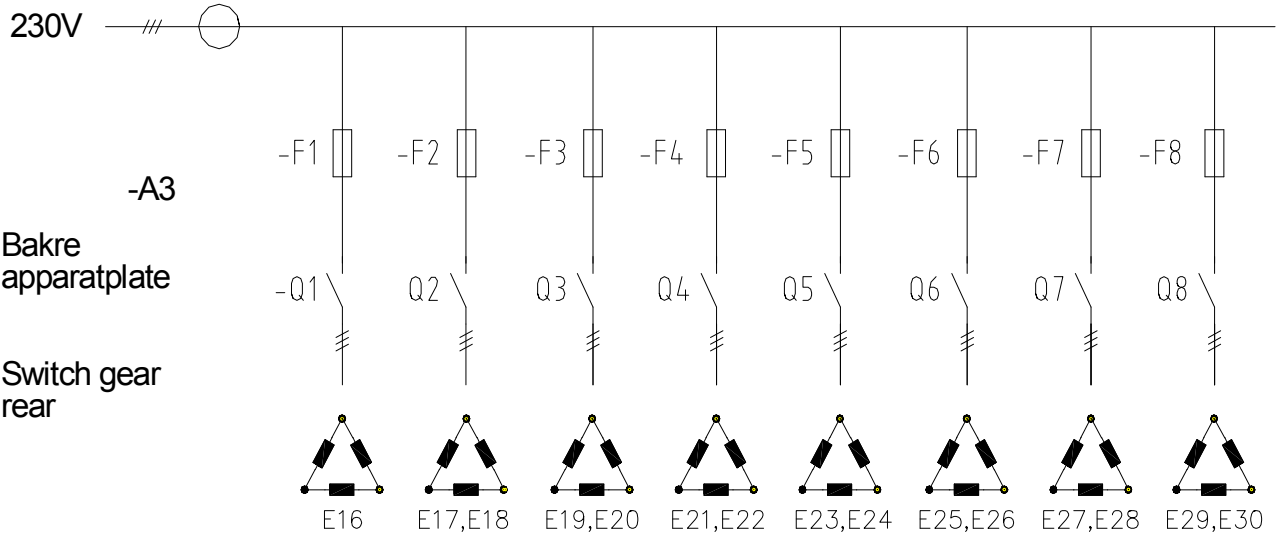 230V
-F1 -F2 -F3 -F4 -F5 -F6 -F7 -F8
-A3
Bakre
apparatplate
-Q1 Q2 Q3 Q4 Q5 Q6 Q7 Q8
Switch gear
rear
E16 E17,E18 E19,E20 E21,E22 E23,E24 E25,E26 E27,E28 E29,E30